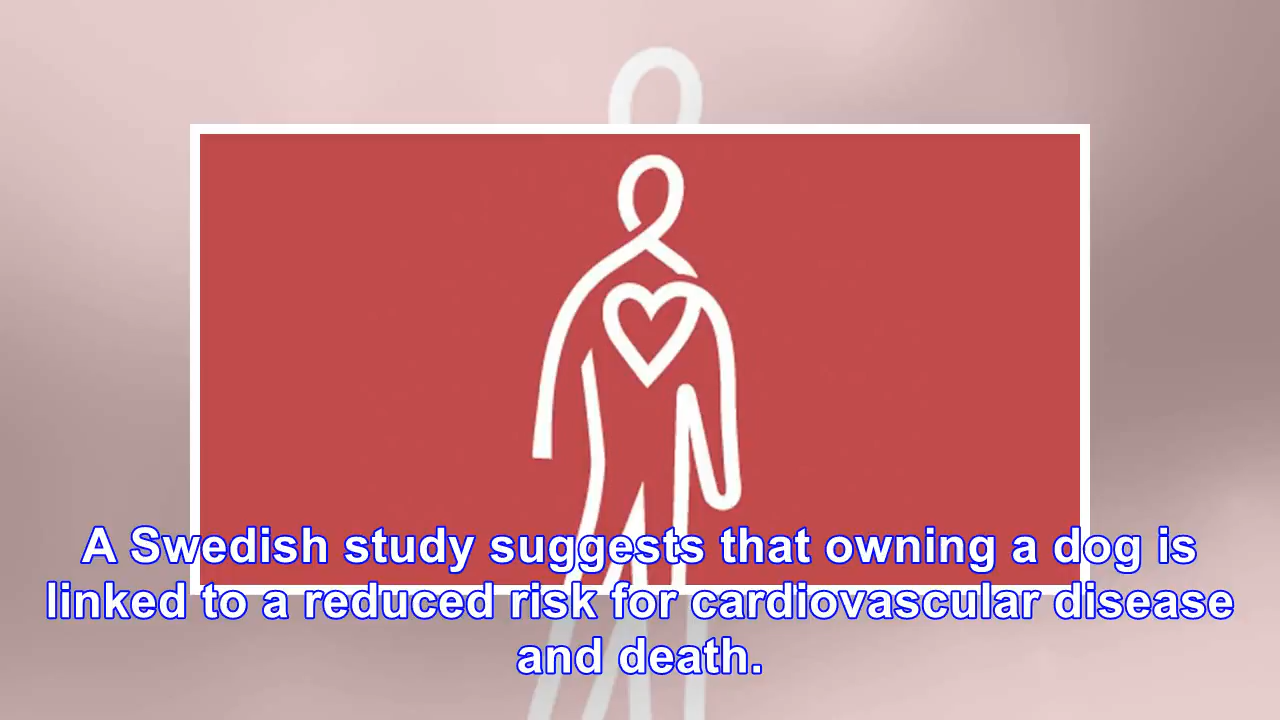 A Swedish study suggests that owning a dog is
linked to a reduced risk for cardiovascular disease
and death.